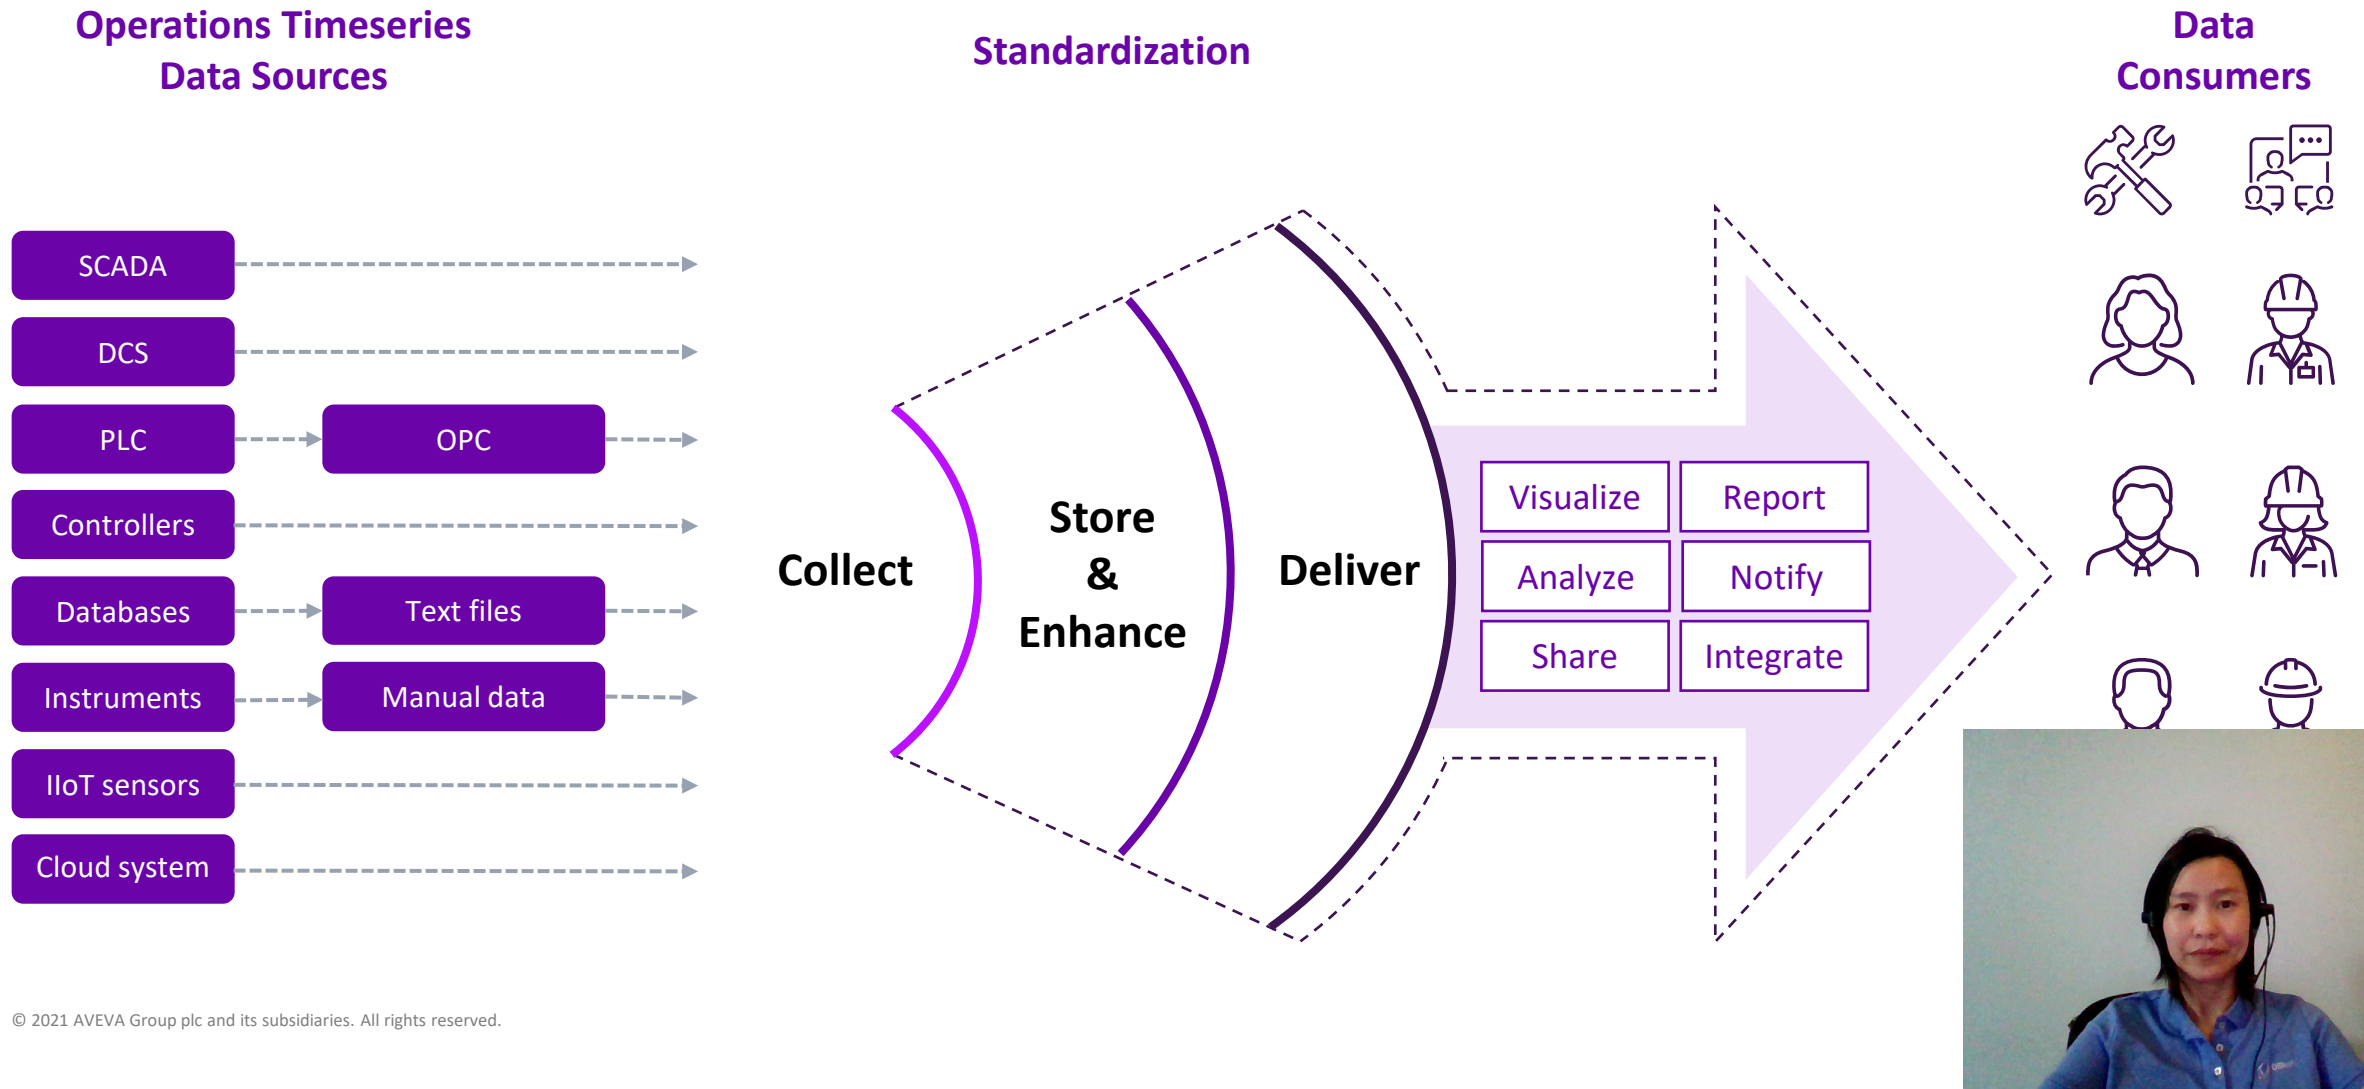 Operations Timeseries
Data Sources
Standardization
Data
Consumers
SCADA
DCS
PLC
OPC
Controllers
Databases
Text files
Instruments
Manual data
IIoT sensors
Cloud system
Collect
Store
&
Enhance
Deliver
Visualize
Report
Analyze
Notify
Share
Integrate
© 2021 AVEVA Group plc and its subsidiaries. All rights reserved.